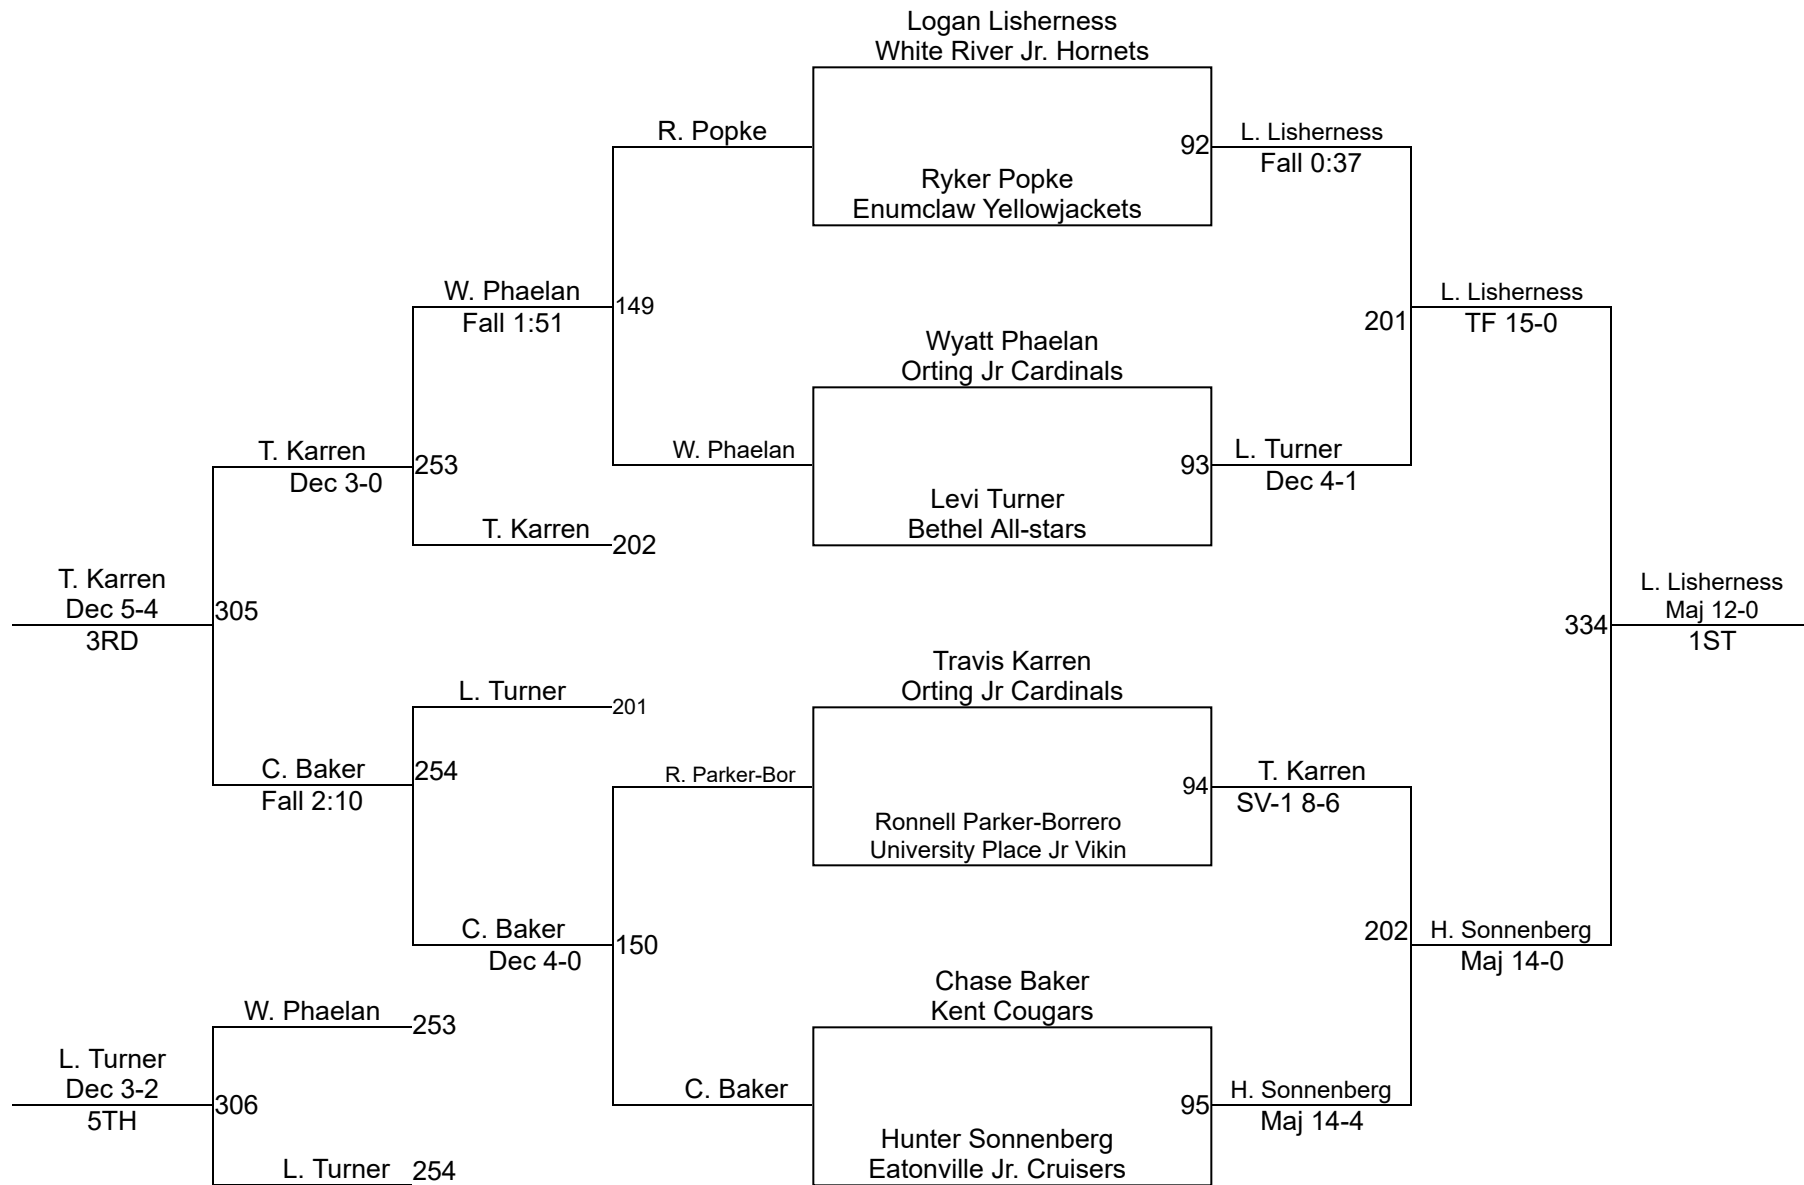 Logan Lisherness
White River Jr. Hornets
R. Popke
92
L. Lisherness
Fall 0:37
Ryker Popke
Enumclaw Yellowjackets
W. Phaelan
Fall 1:51
149
L. Lisherness
TF 15-0
201
Wyatt Phaelan
Orting Jr Cardinals
T. Karren
Dec 3-0
253
W. Phaelan
93
L. Turner
Dec 4-1
Levi Turner
Bethel All-stars
T. Karren
202
T. Karren
Dec 5-4
3RD
305
334
L. Lisherness
Maj 12-0
1ST
Travis Karren
Orting Jr Cardinals
L. Turner
201
C. Baker
Fall 2:10
254
R. Parker-Bor
94
T. Karren
SV-1 8-6
Ronnell Parker-Borrero
University Place Jr Vikin
C. Baker
Dec 4-0
150
202
H. Sonnenberg
Maj 14-0
Chase Baker
Kent Cougars
W. Phaelan
253
L. Turner
Dec 3-2
5TH
306
C. Baker
95
H. Sonnenberg
Maj 14-4
Hunter Sonnenberg
Eatonville Jr. Cruisers
L. Turner
254